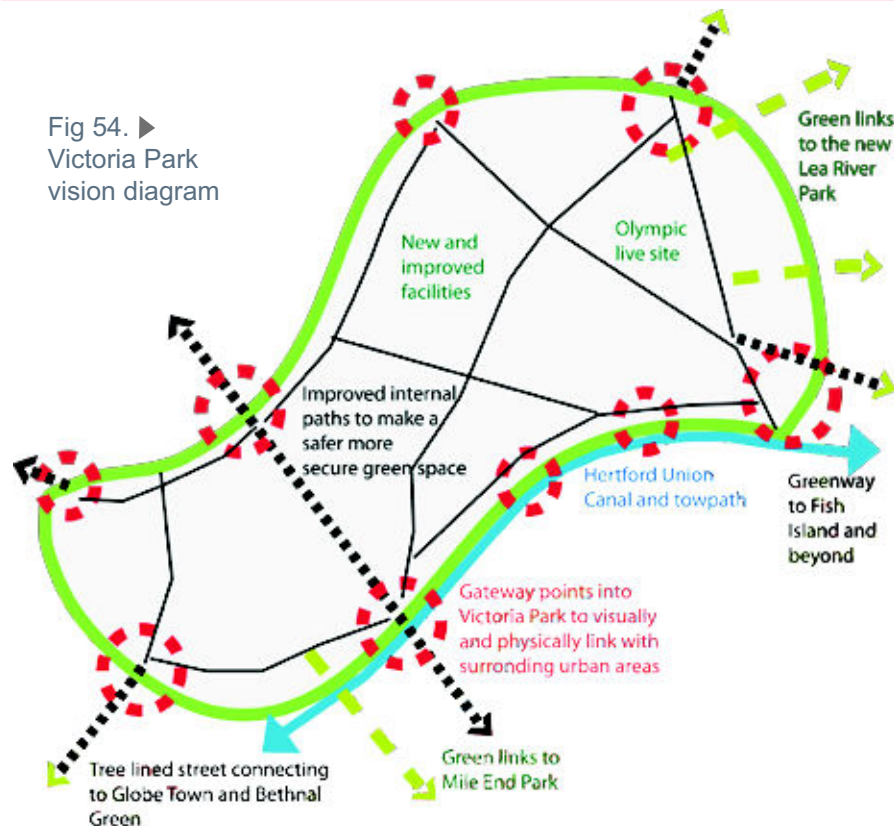 Fig 54. ▶
Victoria Park
vision diagram
Green links
to the new
Lea River
Park
New and
improved
facilities
Olympic
live site
Improved internal
paths to make a
safer more
secure green space
Hertford Union
Canal and towpath
Greenway
to Fish
Island and
beyond
Gateway points into
Victoria Park to visually
and physically link with
surronding urban areas
Green links to
Mile End Park
Tree lined street connecting
to Globe Town and Bethnal
Green